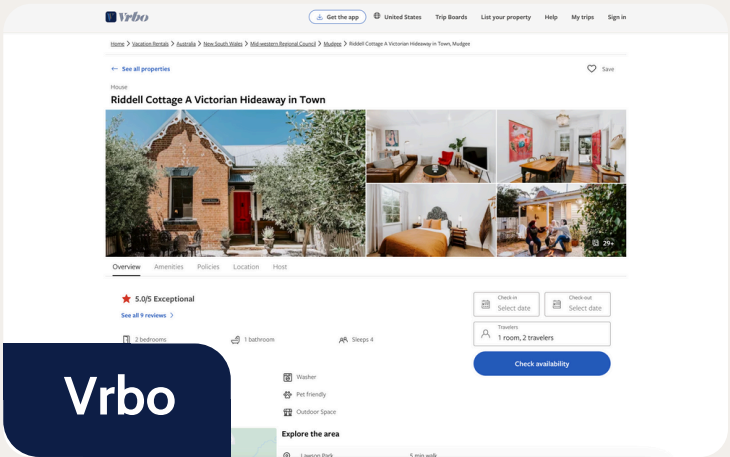 Vrbo
Get the app
United States
Trip Boards
List your property
Help
My trips
Sign in
Home > Vacation Rentals > Australia > New South Wales > Mid-western Regional Council > Mudgee > Riddell Cottage A Victorian Hideaway in Town, Mudgee
← See all properties
Save
House
Riddell Cottage A Victorian Hideaway in Town
29+
Overview
Amenities
Policies
Location
Host
5.0/5 Exceptional
See all 9 reviews >
Check-in
Select date
Check-out
Select date
Travelers
1 room, 2 travelers
Check availability
2 bedrooms
1 bathroom
Sleeps 4
Washer
Pet friendly
Outdoor Space
Vrbo
Explore the area
Lawson Park
5 min walk